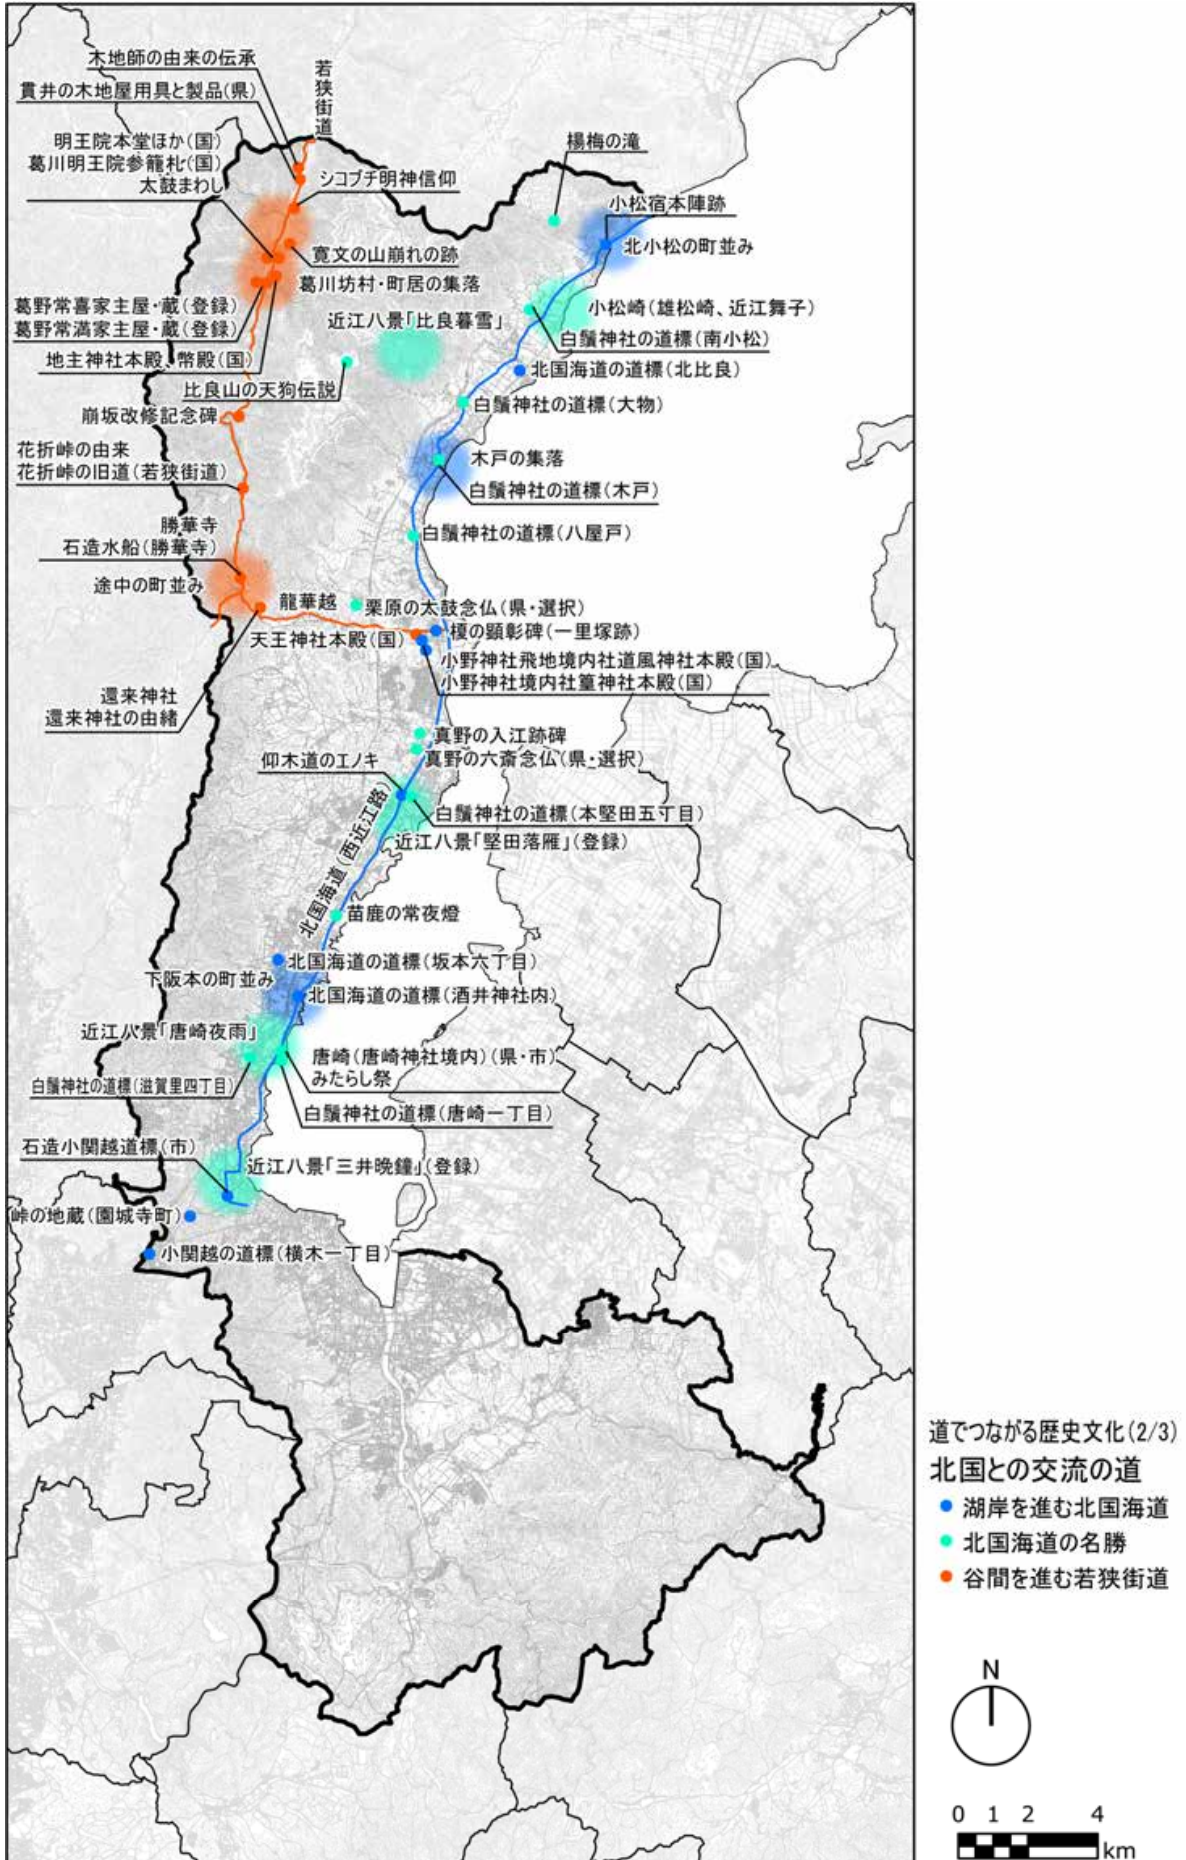 木地師の由来の伝承
貫井の木地屋用具と製品（県）
若狭街道
明王院本堂ほか（国）
葛川明王院参籠札（国）
太鼓まわし
シコブチ明神信仰
楊梅の滝
小松宿本陣跡
北小松の町並み
寛文の山崩れの跡
葛川坊村・町居の集落
葛野常喜家主屋・蔵（登録）
葛野常満家主屋・蔵（登録）
近江八景「比良暮雪」
小松崎（雄松崎、近江舞子）
白鬚神社の道標（南小松）
地主神社本殿、幣殿（国）
北国海道の道標（北比良）
比良山の天狗伝説
白鬚神社の道標（大物）
崩坂改修記念碑
花折峠の由来
花折峠の旧道（若狭街道）
木戸の集落
白鬚神社の道標（木戸）
勝華寺
石造水船（勝華寺）
白鬚神社の道標（八屋戸）
途中の町並み
龍華越
栗原の太鼓念仏（県・選択）
天王神社本殿（国）
榎の顕彰碑（一里塚跡）
小野神社飛地境内社道風神社本殿（国）
小野神社境内社篁神社本殿（国）
還来神社
還来神社の由緒
真野の入江跡碑
真野の六斎念仏（県・選択）
仰木道のエノキ
白鬚神社の道標（本堅田五丁目）
近江八景「堅田落雁」（登録）
北国海道（西近江路）
苗鹿の常夜燈
北国海道の道標（坂本六丁目）
下阪本の町並み
北国海道の道標（酒井神社内）
近江八景「唐崎夜雨」
唐崎（唐崎神社境内）（県・市）
みたらし祭
白鬚神社の道標（滋賀里四丁目）
白鬚神社の道標（唐崎一丁目）
石造小関越道標（市）
近江八景「三井晩鐘」（登録）
峠の地蔵（園城寺町）
小関越の道標（横木一丁目）
道でつながる歴史文化（2/3）
北国との交流の道
湖岸を進む北国海道
北国海道の名勝
谷間を進む若狭街道
N
0 1 2 4
km